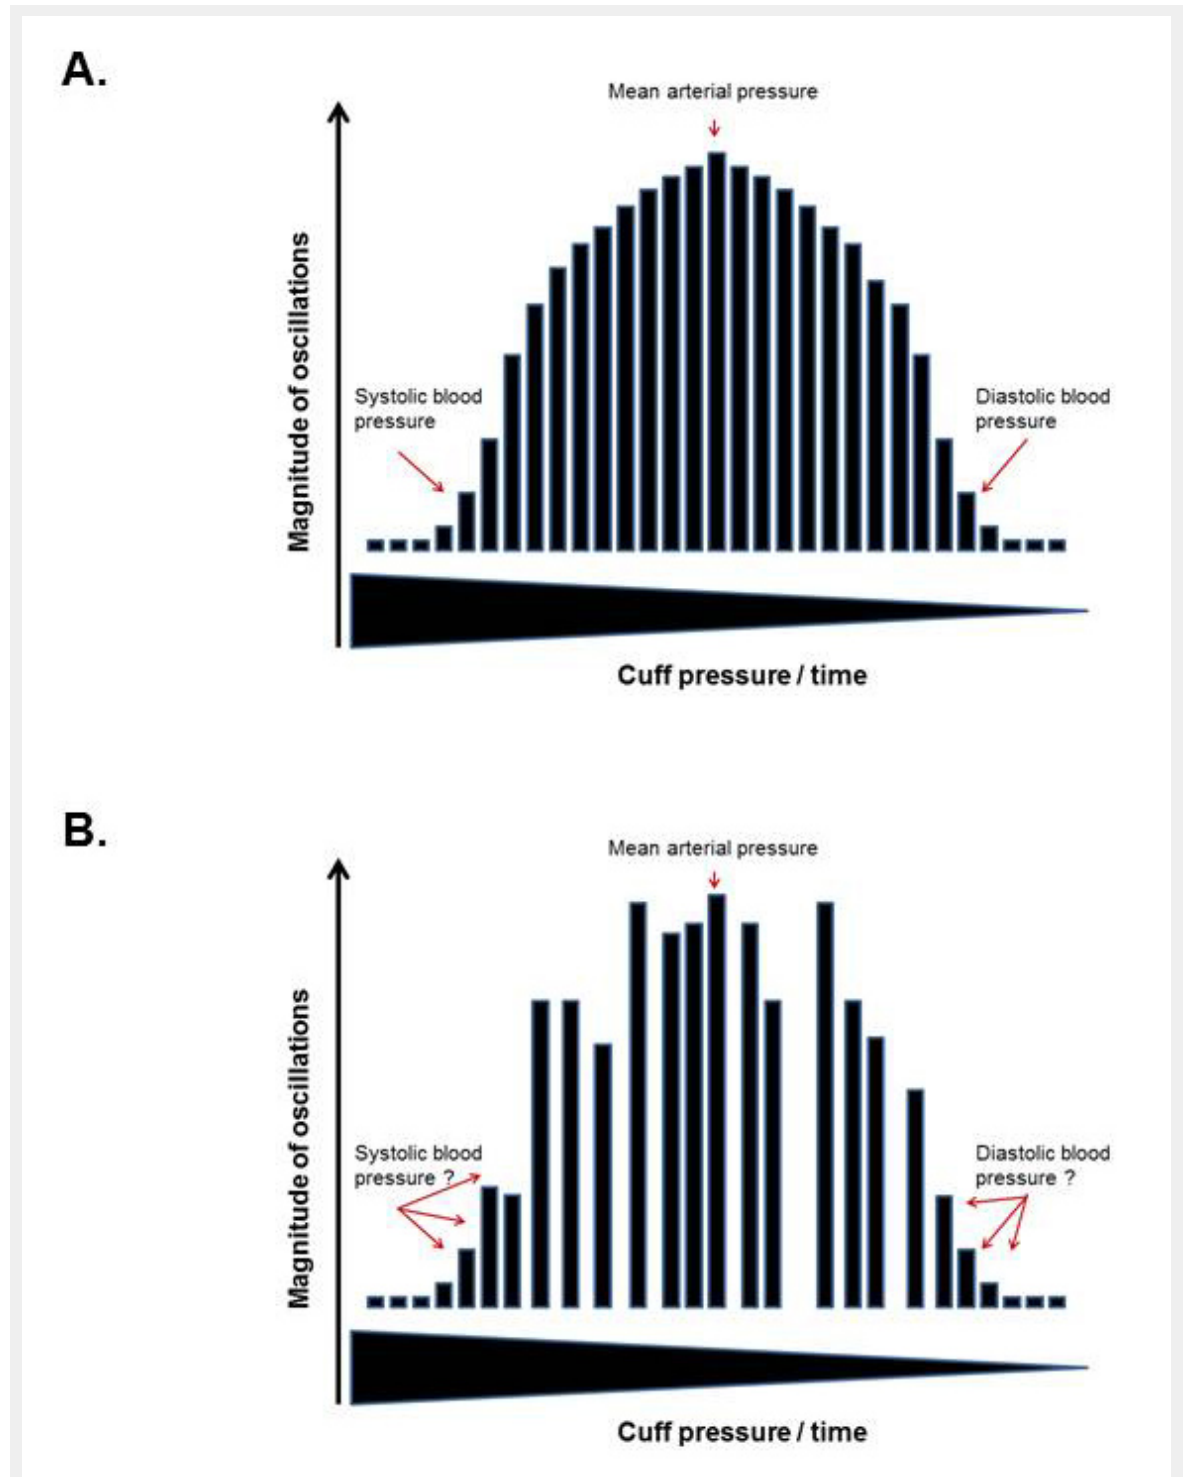 A.
Mean arterial pressure
Magnitude of oscillations
Systolic blood
pressure
Diastolic blood
pressure
Cuff pressure / time
B.
Mean arterial pressure
Magnitude of oscillations
Systolic blood
pressure ?
Diastolic blood
pressure ?
Cuff pressure / time